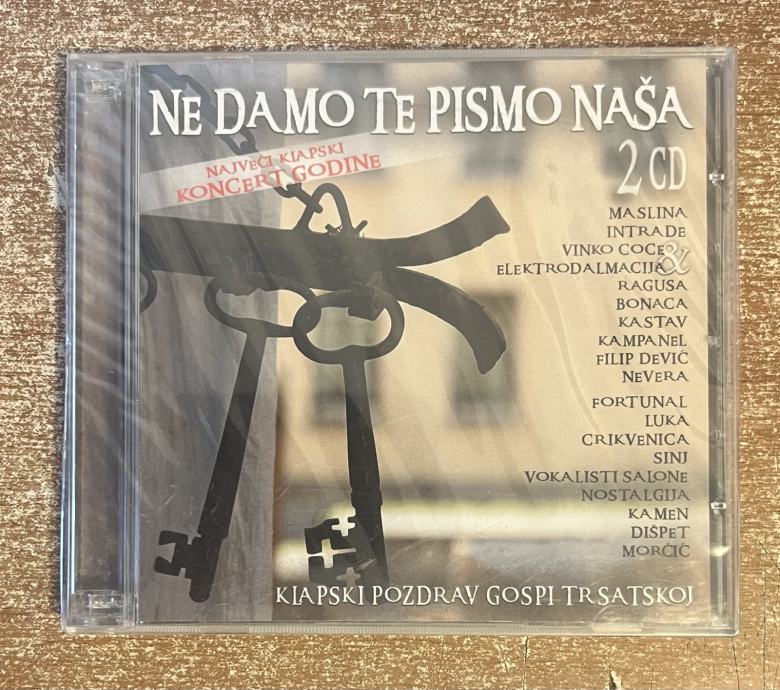 NE DAMO TE PISMO NAŠA
NAJVEĆI KLAPSKI
KONCERT GODINE
2 CD
MASLINA
INTRADE
VINKO COCE &
ELEKTRODALMACIJA
RAGUSA
BONACA
KASTAV
KAMPANEL
FILIP DEVIĆ
NEVERA
FORTUNAL
LUKA
CRIKVENICA
SINJ
VOKALISTI SALONE
NOSTALGIJA
KAMEN
DIŠPET
MORČIĆ
KLAPSKI POZDRAV GOSPI TRSATSKOJ